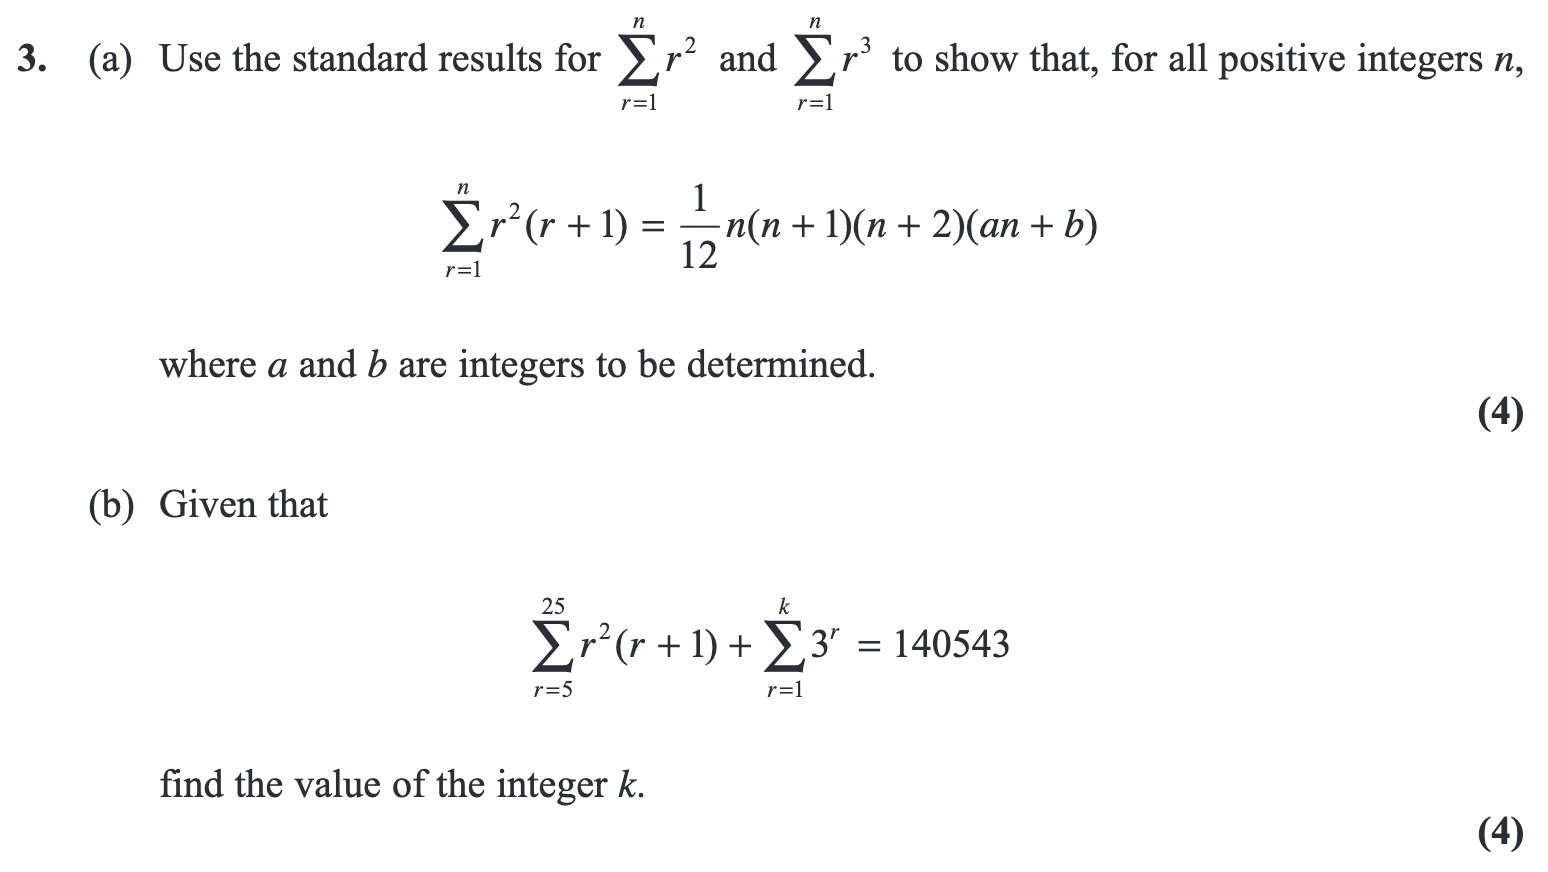 3. (a) Use the standard results for $\sum_{r=1}^{n} r^2$ and $\sum_{r=1}^{n} r^3$ to show that, for all positive integers n,
$\sum_{r=1}^{n} r^2(r + 1) = \frac{1}{12} n(n + 1)(n + 2)(an + b)$
where a and b are integers to be determined.
(4)
(b) Given that
$\sum_{r=5}^{25} r^2(r + 1) + \sum_{r=1}^{k} 3^r = 140543$
find the value of the integer k.
(4)